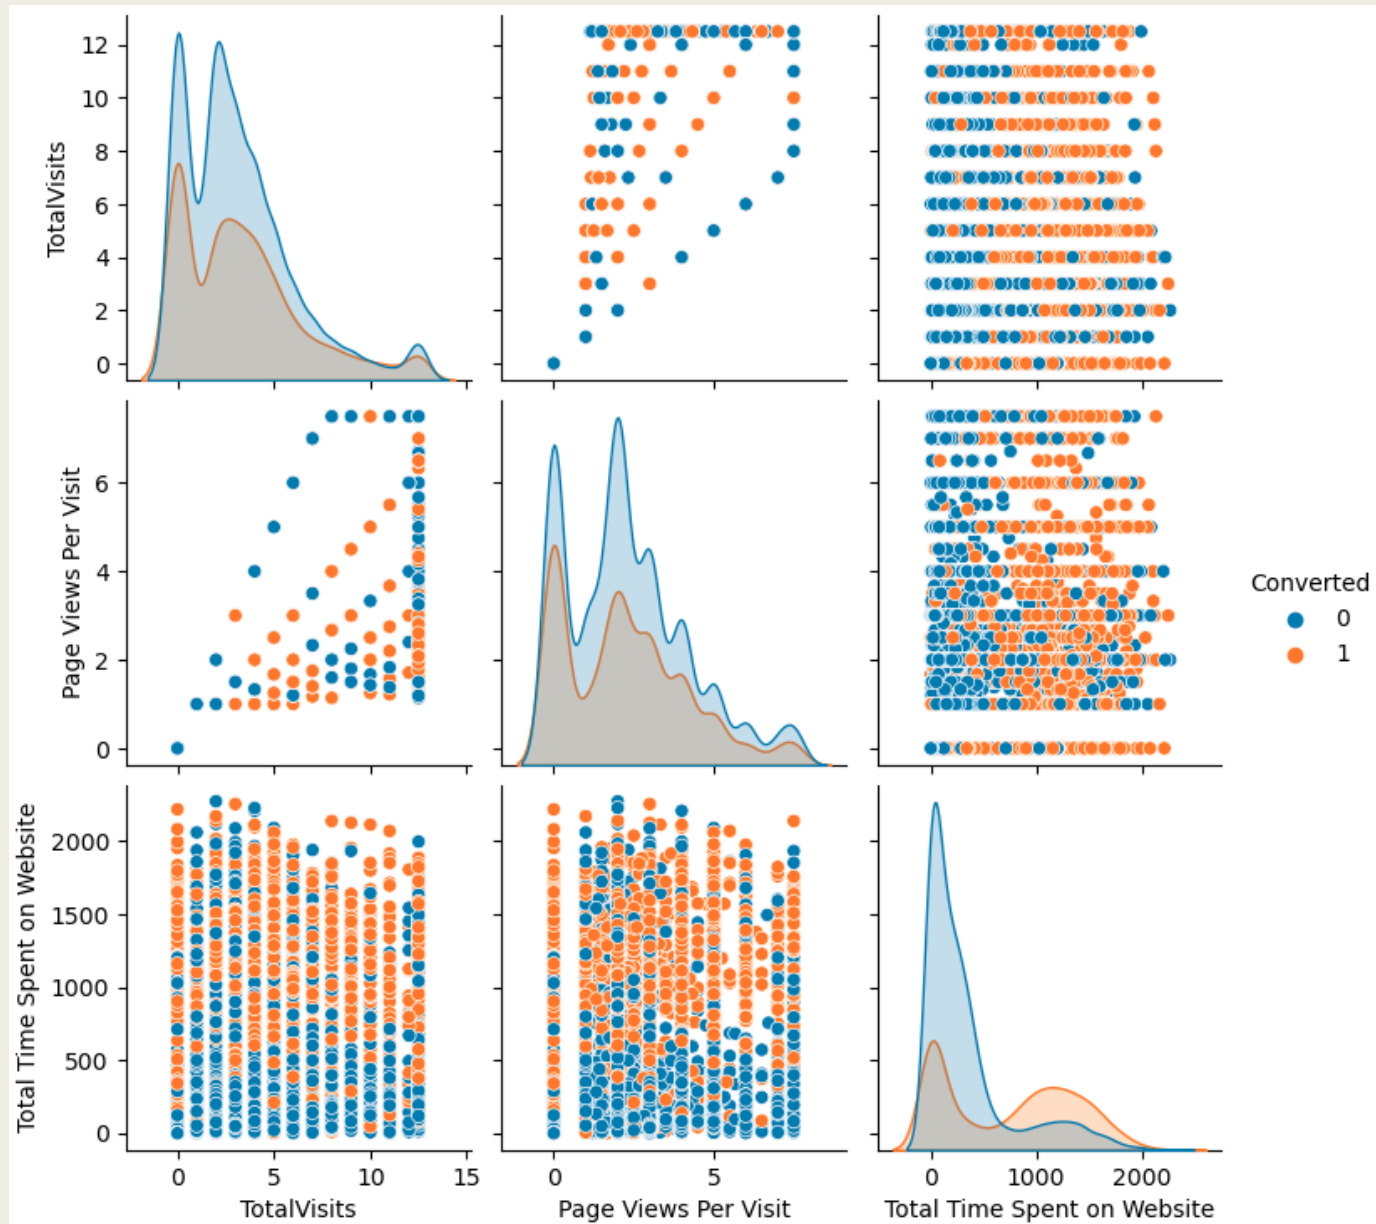 TotalVisits
12
10
8
6
4
2
0
Page Views Per Visit
6
4
2
0
Total Time Spent on Website
2000
1500
1000
500
0
0 5 10 15
TotalVisits
0 5
Page Views Per Visit
0 1000 2000
Total Time Spent on Website
Converted
0
1